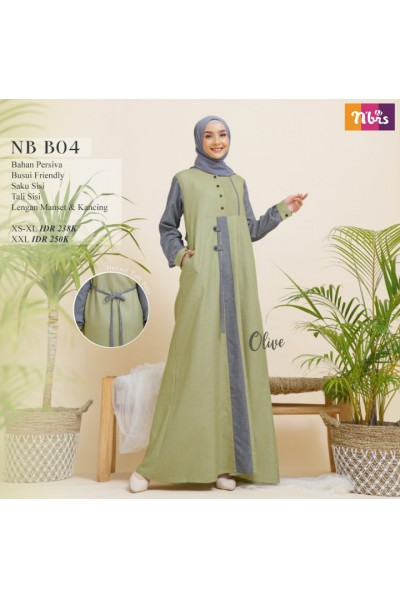 Nbrs
NB B04
Bahan Persiva
Busui Friendly
Saku Sisi
Tali Sisi
Lengan Manset & Kancing
XS-XL IDR 238K
XXL IDR 250K
Olive